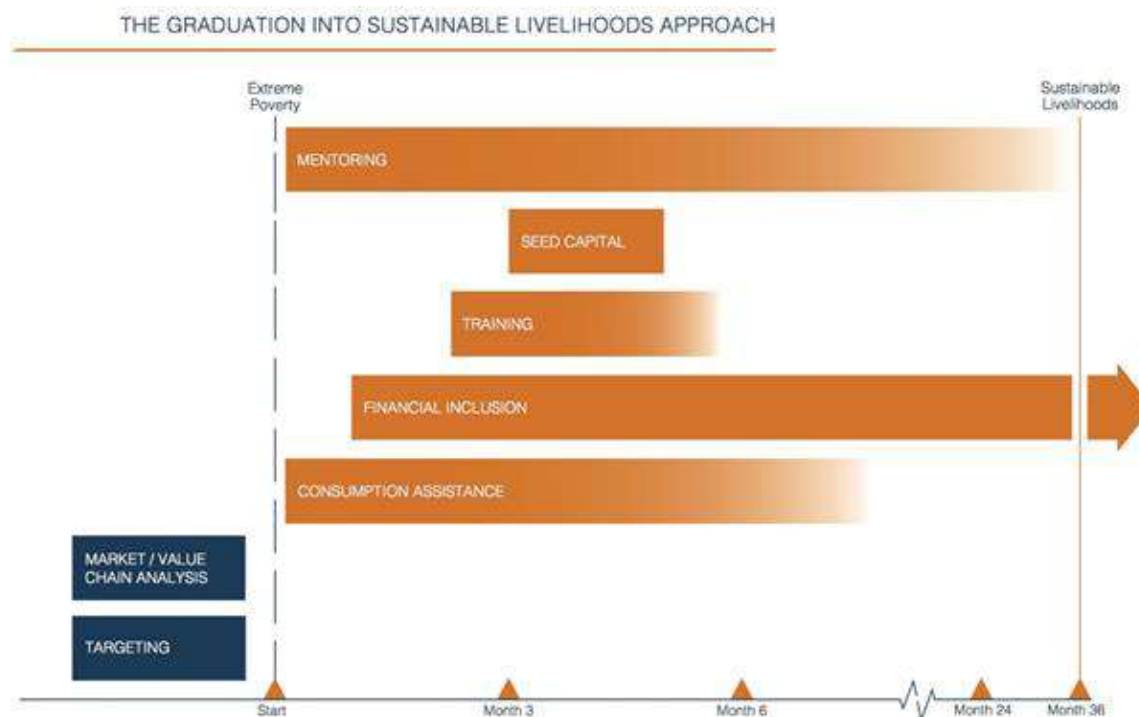 THE GRADUATION INTO SUSTAINABLE LIVELIHOODS APPROACH
Extreme
Poverty
Sustainable
Livelihoods
MENTORING
SEED CAPITAL
TRAINING
FINANCIAL INCLUSION
CONSUMPTION ASSISTANCE
MARKET / VALUE
CHAIN ANALYSIS
TARGETING
Start
Month 3
Month 6
Month 24
Month 36